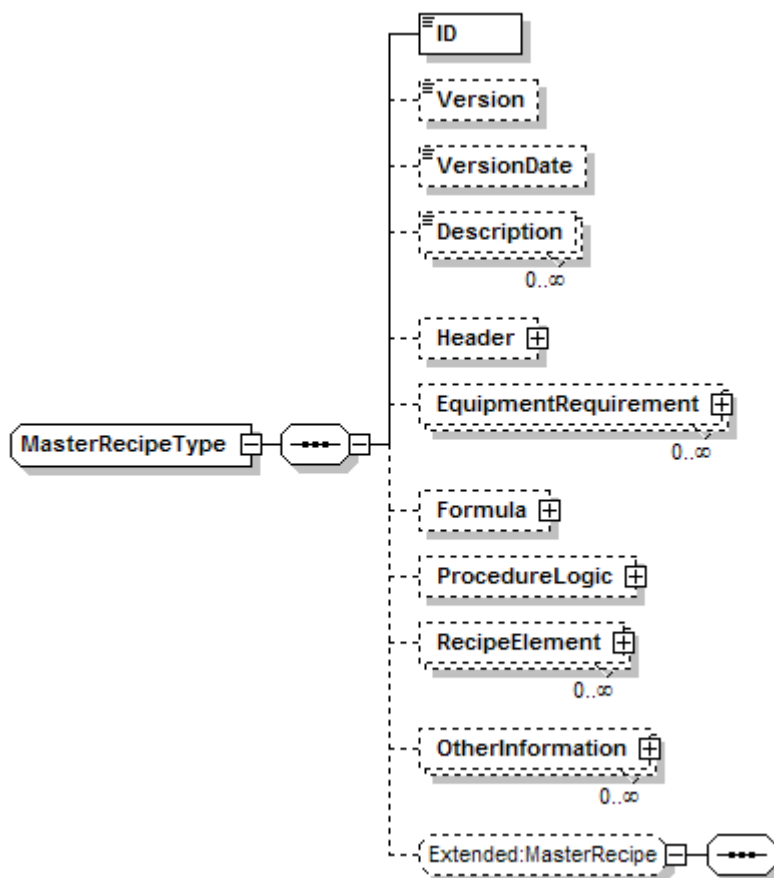 ID
Version
VersionDate
Description
0..∞
Header
EquipmentRequirement
0..∞
MasterRecipeType
Formula
ProcedureLogic
RecipeElement
0..∞
OtherInformation
0..∞
Extended:MasterRecipe